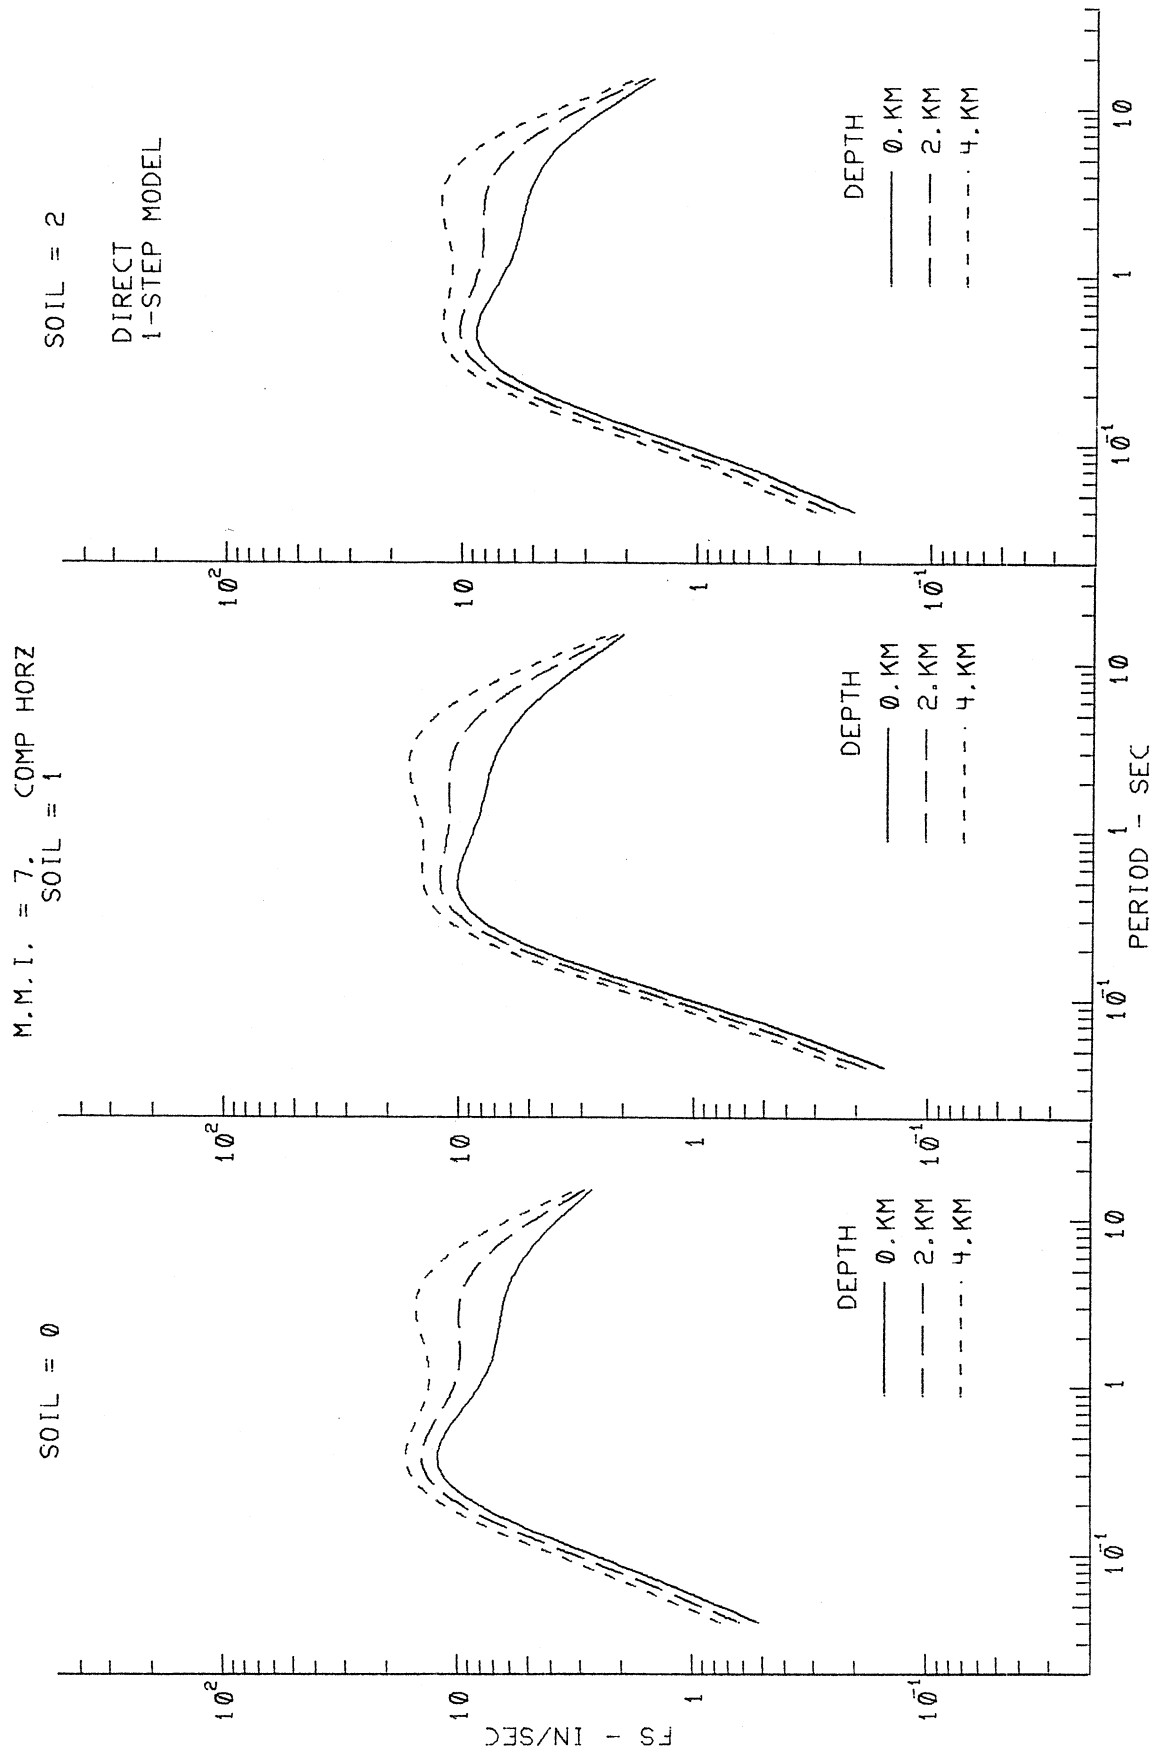 M.M.I. = 7. COMP HORZ
SOIL = 0
SOIL = 1
SOIL = 2
DIRECT
1-STEP MODEL
FS - IN/SEC
10²
10
1
10⁻¹
DEPTH
0.KM
2.KM
4.KM
10⁻¹
1
10
10²
10
1
10⁻¹
DEPTH
0.KM
2.KM
4.KM
10⁻¹
1
10
10²
10
1
10⁻¹
DEPTH
0.KM
2.KM
4.KM
10⁻¹
1
10
PERIOD - SEC